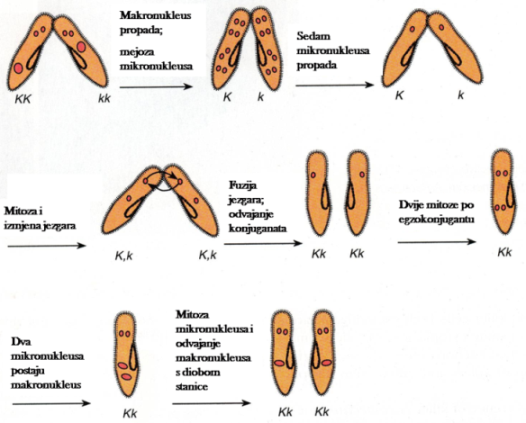 Makronukleus
propada;
mejoza
mikronukleusa
Sedam
mikronukleusa
propada
KK
kk
K
k
K
k
Mitoza i
izmjena jezgara
Fuzija
jezgara;
odvajanje
konjuganata
Dvije mitoze po
egzokonjugantu
K,k
K,k
Kk
Kk
Kk
Dva
mikronukleusa
postaju
makronukleus
Mitoza
mikronukleusa i
odvajanje
makronukleusa
s diobom
stanice
Kk
Kk
Kk